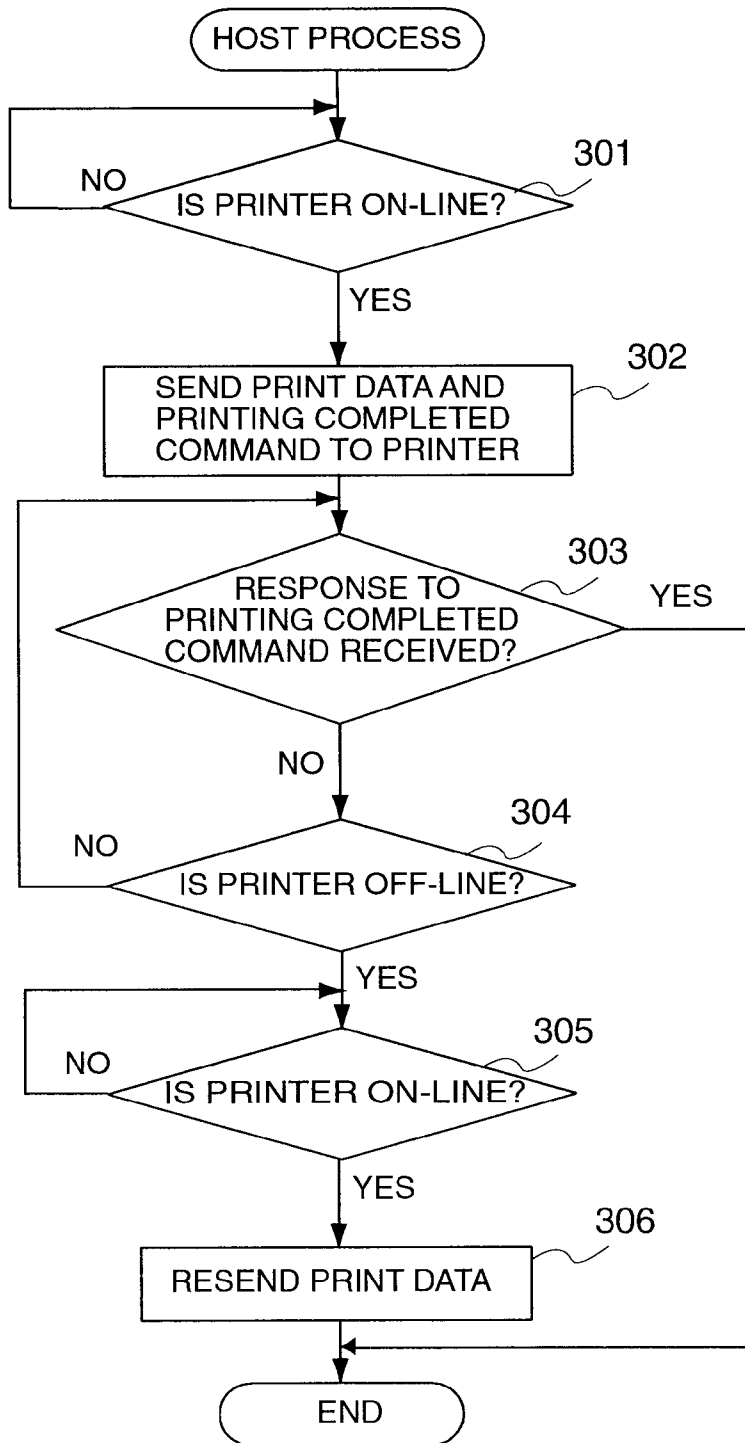 HOST PROCESS
301
NO
IS PRINTER ON-LINE?
YES
302
SEND PRINT DATA AND
PRINTING COMPLETED
COMMAND TO PRINTER
303
RESPONSE TO
PRINTING COMPLETED
COMMAND RECEIVED?
YES
NO
304
NO
IS PRINTER OFF-LINE?
YES
305
NO
IS PRINTER ON-LINE?
YES
306
RESEND PRINT DATA
END